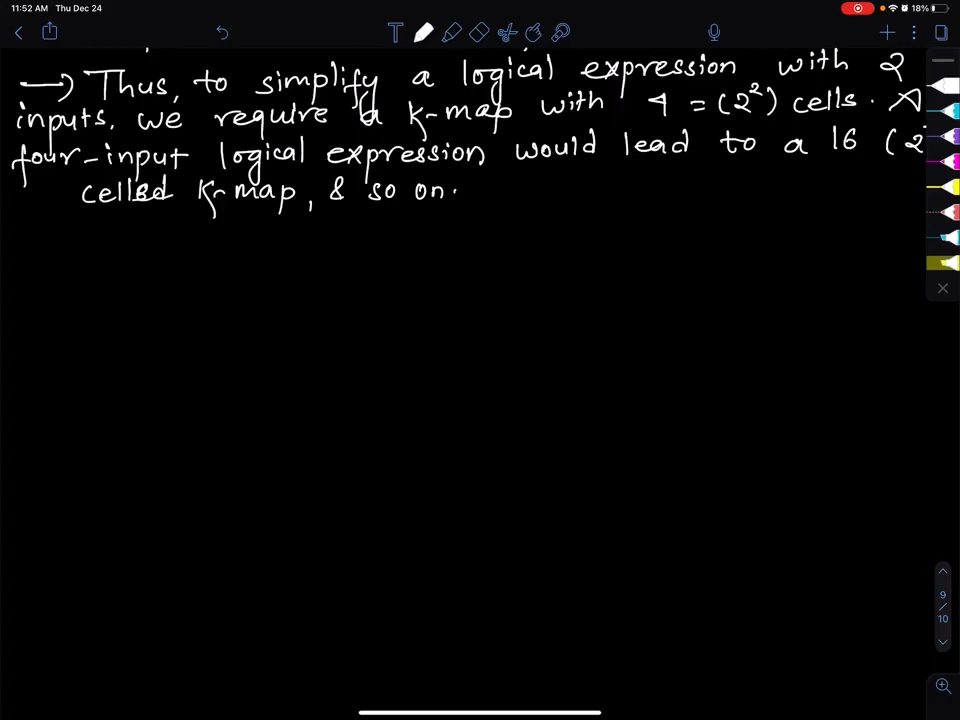 11:52 AM Thu Dec 24
18%
T
→ Thus, to simplify a logical expression with 2
inputs, we require a K-map with 4 = (2²) cells. A
four-input logical expression would lead to a 16 (2
celled K-map, & so on.
9
/
10